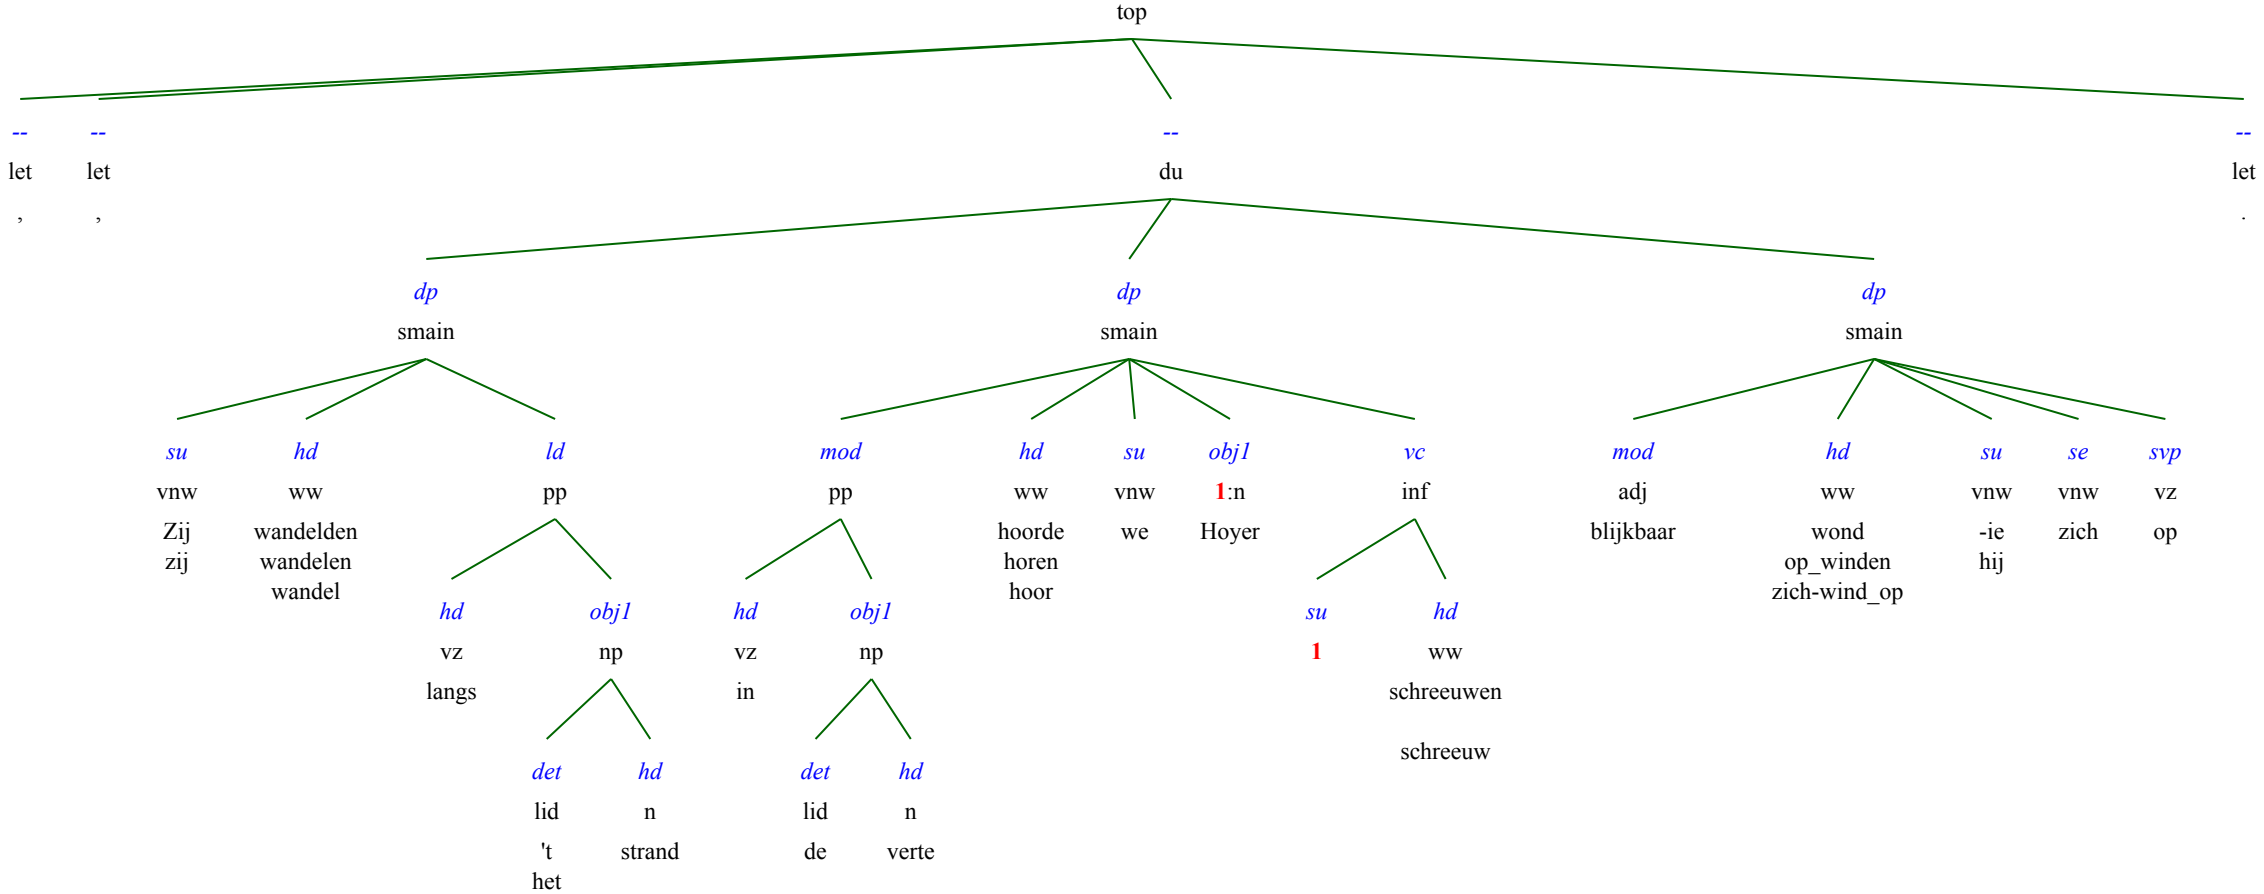 top
-- -- -- --
let let du let
, , .
dp dp dp
smain smain smain
su hd ld mod hd su obj1 vc mod hd su se svp
vnw ww pp pp ww vnw 1:n inf adj ww vnw vnw vz
Zij wandelden hoorde we Hoyer blijkbaar wond -ie zich op
zij wandelen horen op_winden hij
wandel hoor zich-wind_op
hd obj1 hd obj1 su hd
vz np vz np 1 ww
langs in schreeuwen
schreeuw
det hd det hd
lid n lid n
't strand de verte
het